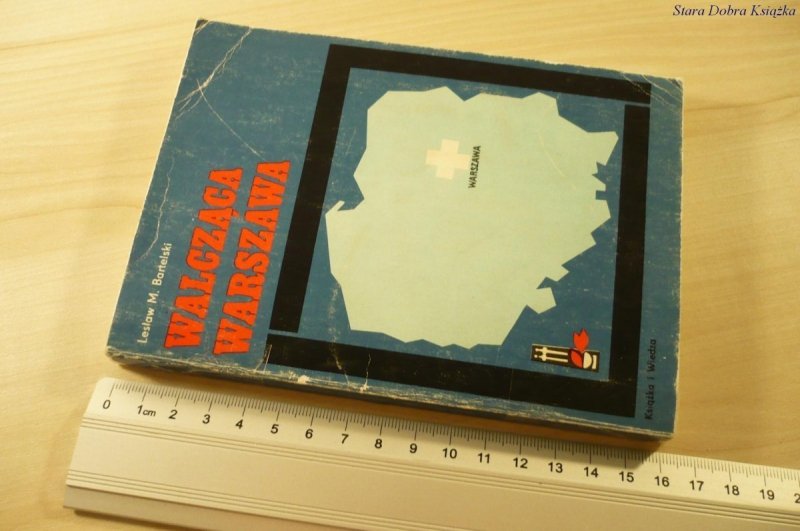 Stara Dobra Książka
Lesław M. Bartelski
WALCZĄCA
WARSZAWA
WARSZAWA
Książka i Wiedza
0 1cm 2 3 4 5 6 7 8 9 10 11 12 13 14 15 16 17 18 19